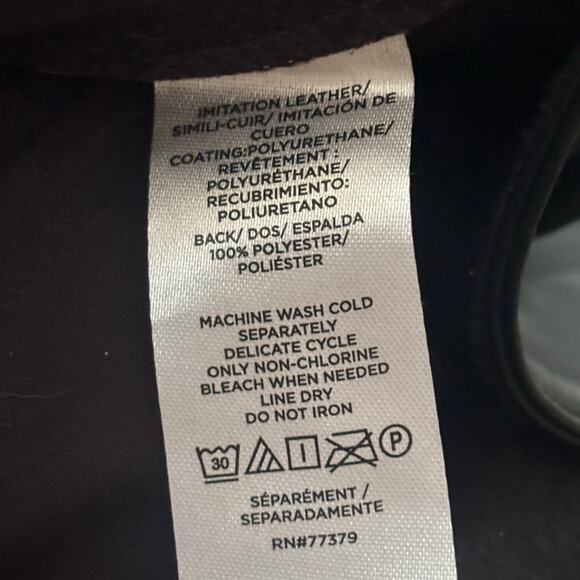 IMITATION LEATHER/
SIMILI-CUIR/ IMITACIÓN DE
CUERO
COATING:POLYURETHANE/
REVÊTEMENT :
POLYURÉTHANE/
RECUBRIMIENTO:
POLIURETANO
BACK/ DOS/ ESPALDA
100% POLYESTER/
POLIÉSTER
MACHINE WASH COLD
SEPARATELY
DELICATE CYCLE
ONLY NON-CHLORINE
BLEACH WHEN NEEDED
LINE DRY
DO NOT IRON
30 P
SÉPARÉMENT /
SEPARADAMENTE
RN#77379